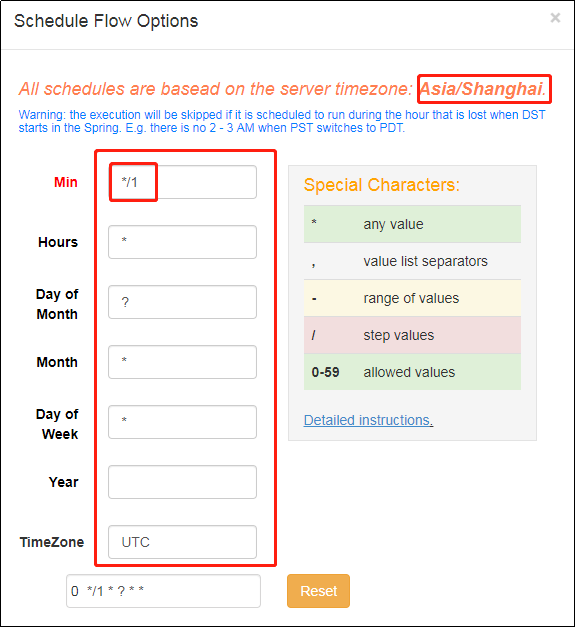 Schedule Flow Options
×
All schedules are basead on the server timezone: Asia/Shanghai.
Warning: the execution will be skipped if it is scheduled to run during the hour that is lost when DST
starts in the Spring. E.g. there is no 2 - 3 AM when PST switches to PDT.
Min */1
Hours *
Day of
Month ?
Month *
Day of
Week *
Year
TimeZone UTC
0 */1 * ? * *
Reset
Special Characters:
* any value
, value list separators
- range of values
/ step values
0-59 allowed values
Detailed instructions.